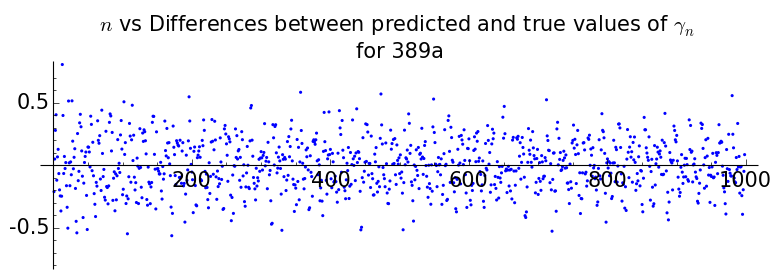 n vs Differences between predicted and true values of γₙ
for 389a
0.5
200 400 600 800 1000
-0.5